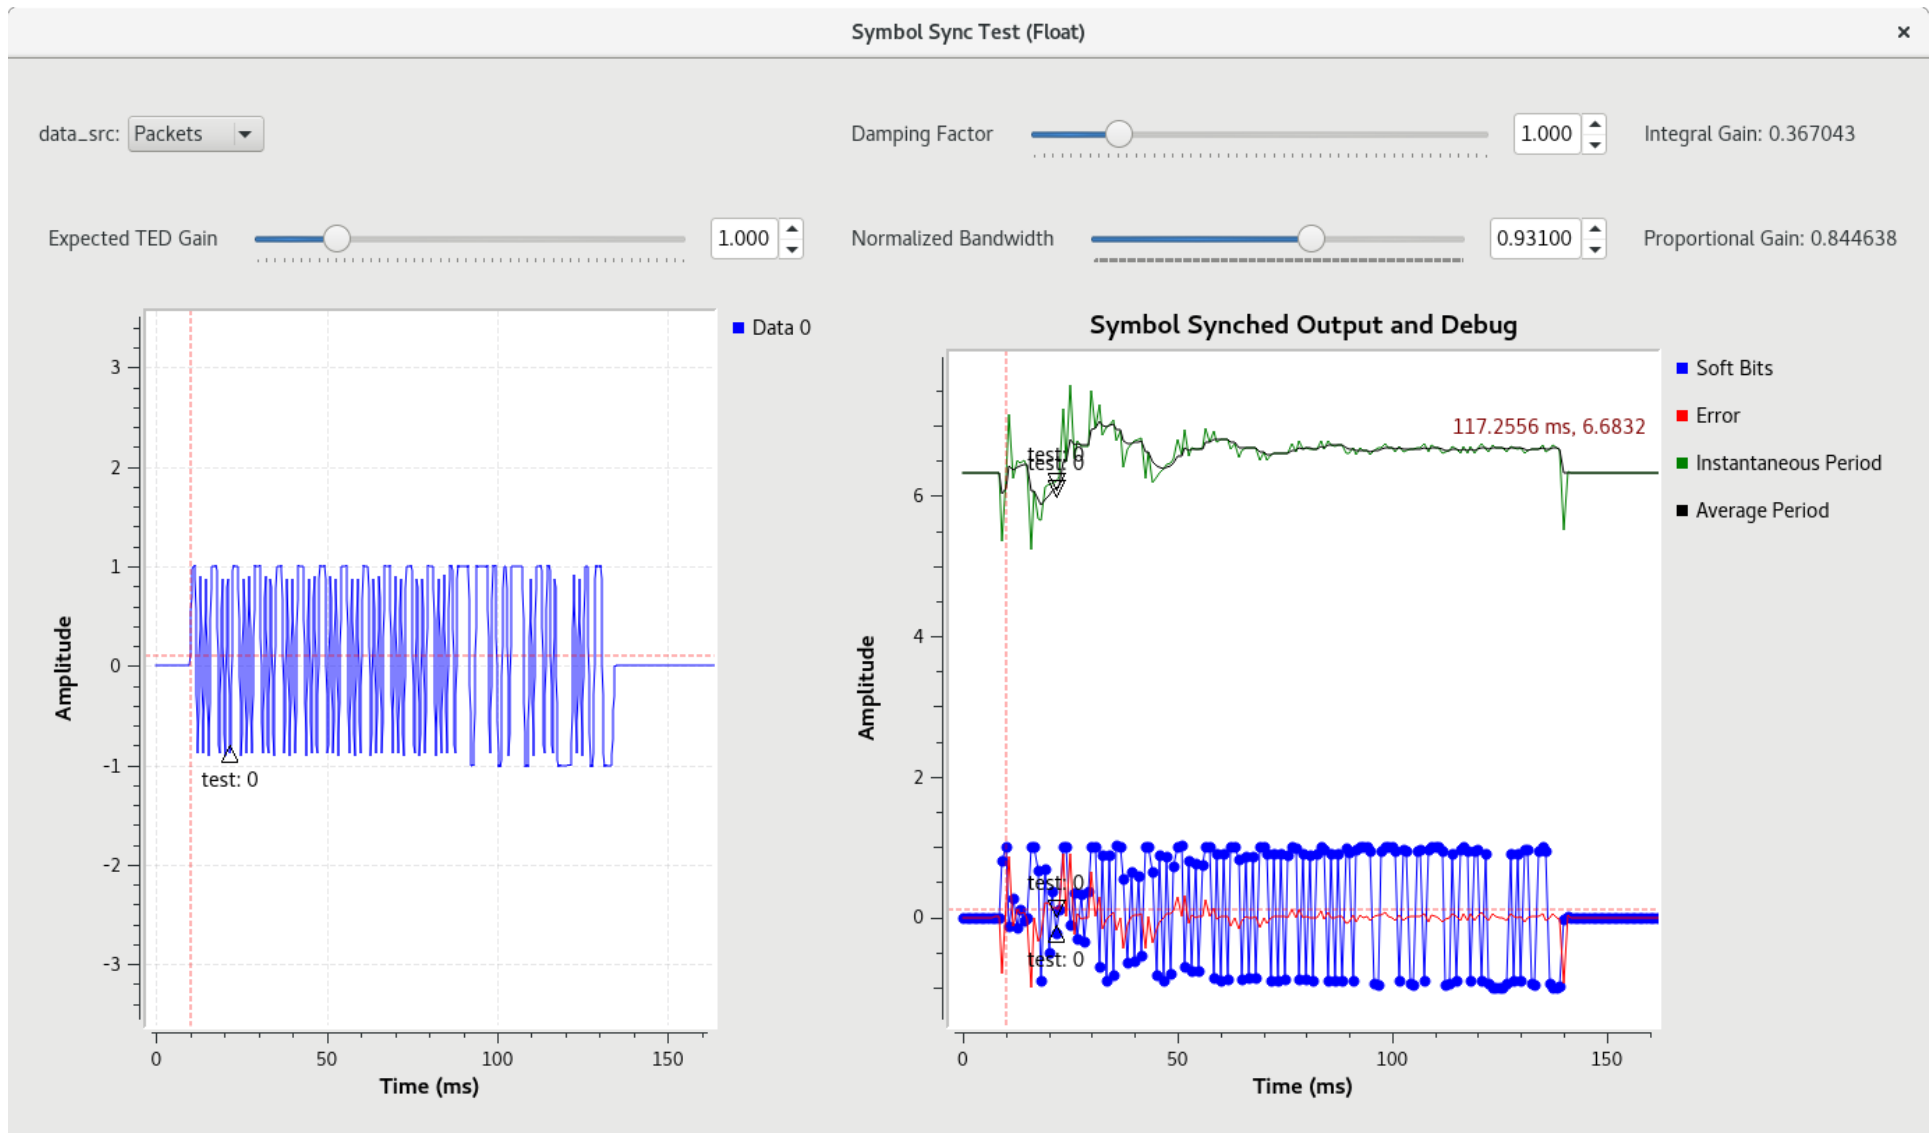 Symbol Sync Test (Float)
×
data_src: Packets
Damping Factor 1.000 Integral Gain: 0.367043
Expected TED Gain 1.000 Normalized Bandwidth 0.93100 Proportional Gain: 0.844638
Data 0
3
2
1
0
-1
-2
-3
Amplitude
test: 0
0 50 100 150
Time (ms)
Symbol Synched Output and Debug
Soft Bits
Error
Instantaneous Period
Average Period
117.2556 ms, 6.6832
test: 0
test: 0
6
4
2
0
Amplitude
test: 0
test: 0
0 50 100 150
Time (ms)